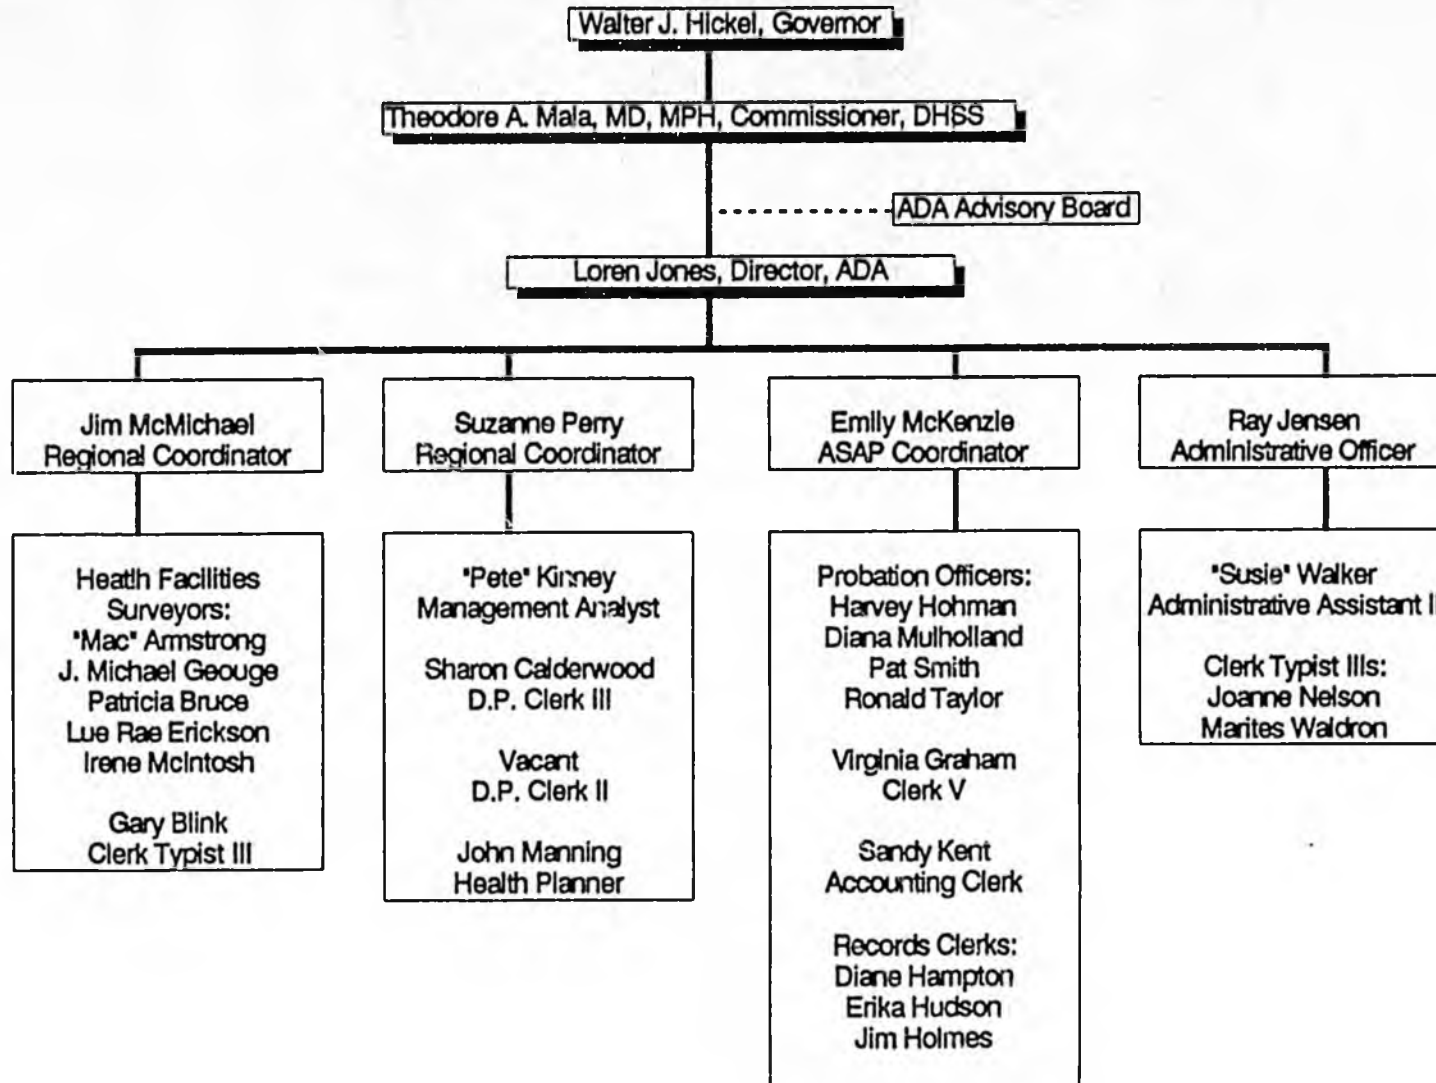 Walter J. Hickel, Governor
Theodore A. Mala, MD, MPH, Commissioner, DHSS
ADA Advisory Board
Loren Jones, Director, ADA
Jim McMichael
Regional Coordinator
Suzanne Perry
Regional Coordinator
Emily McKenzie
ASAP Coordinator
Ray Jensen
Administrative Officer
Heatlh Facilities
Surveyors:
"Mac" Armstrong
J. Michael Geouge
Patricia Bruce
Lue Rae Erickson
Irene McIntosh
Gary Blink
Clerk Typist III
"Pete" Kinney
Management Analyst
Sharon Calderwood
D.P. Clerk III
Vacant
D.P. Clerk II
John Manning
Health Planner
Probation Officers:
Harvey Hohman
Diana Mulholland
Pat Smith
Ronald Taylor
Virginia Graham
Clerk V
Sandy Kent
Accounting Clerk
Records Clerks:
Diane Hampton
Erika Hudson
Jim Holmes
"Susie" Walker
Administrative Assistant
Clerk Typist IIIs:
Joanne Nelson
Marites Waldron